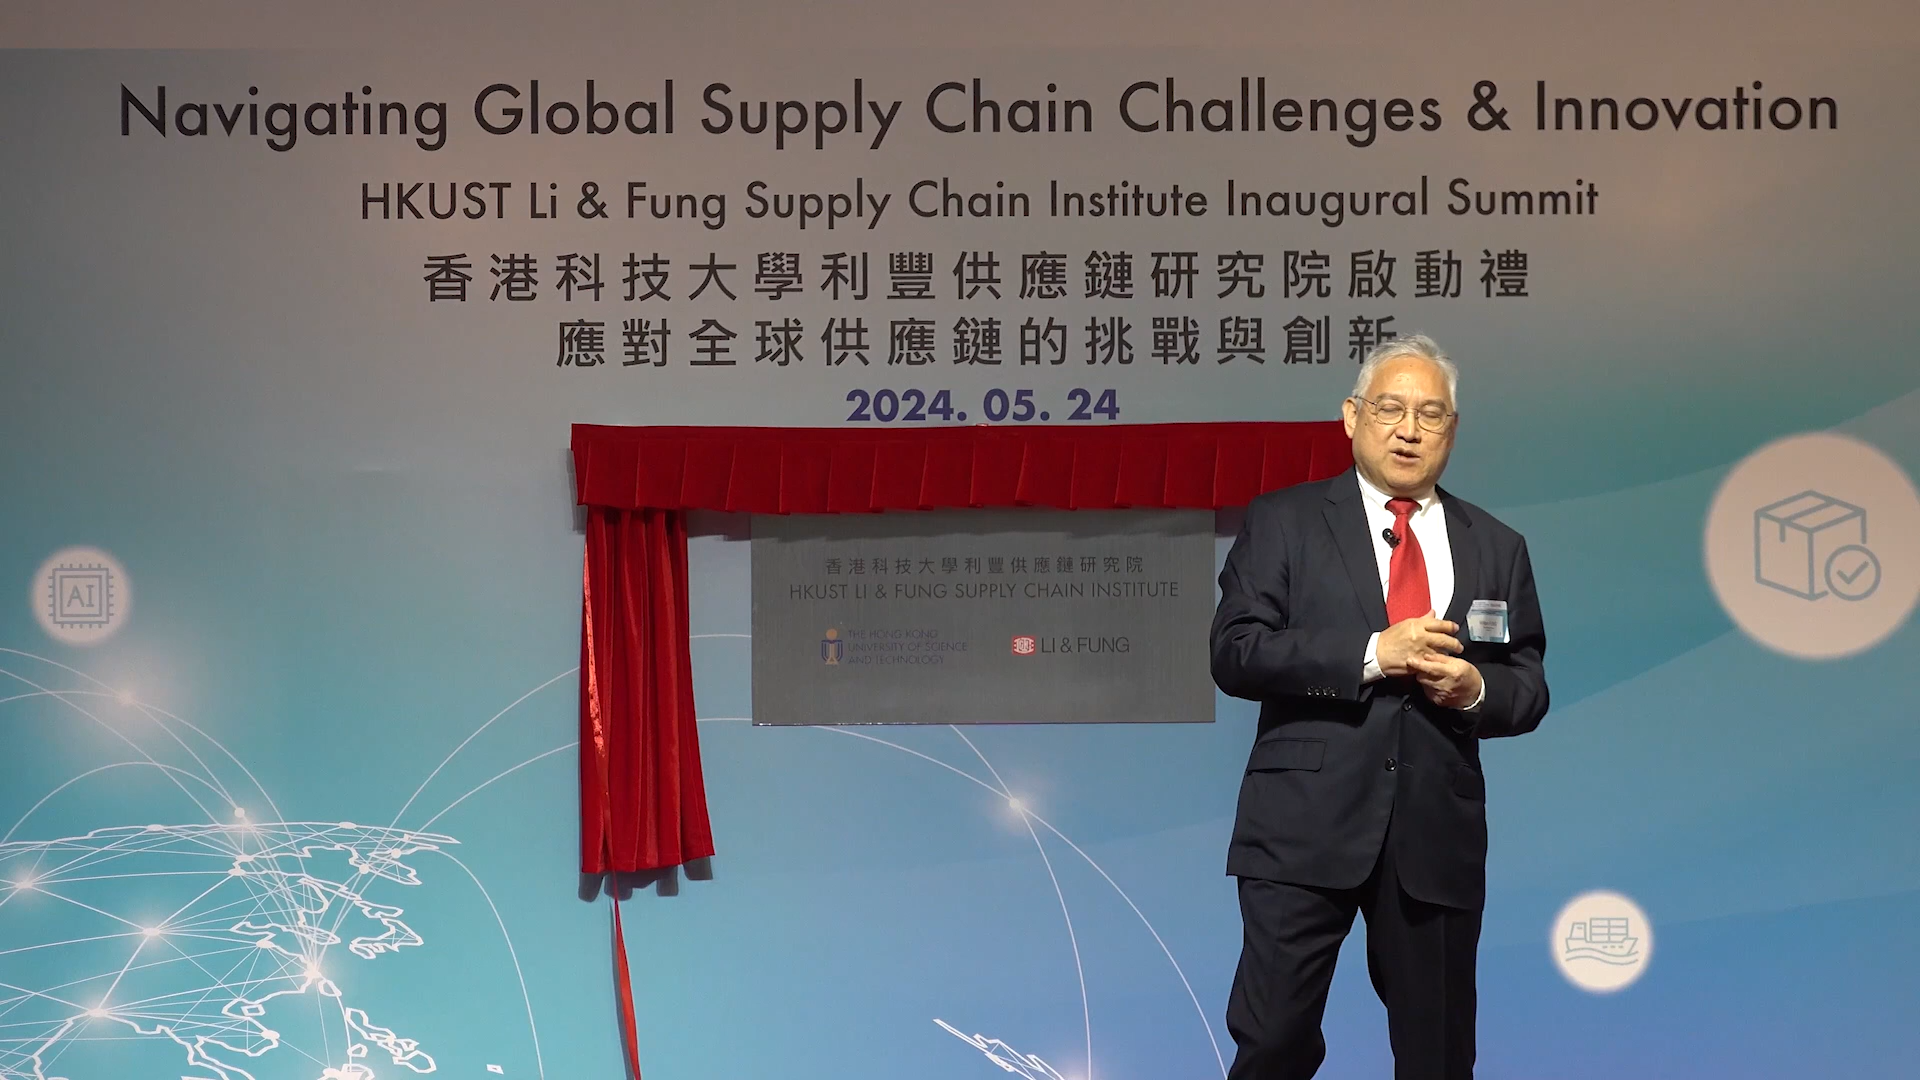 Navigating Global Supply Chain Challenges & Innovation
HKUST Li & Fung Supply Chain Institute Inaugural Summit
香港科技大學利豐供應鏈研究院啟動禮
應對全球供應鏈的挑戰與創新
2024. 05. 24
香港科技大學利豐供應鏈研究院
HKUST LI & FUNG SUPPLY CHAIN INSTITUTE
THE HONG KONG
UNIVERSITY OF SCIENCE
AND TECHNOLOGY
LI & FUNG
AI